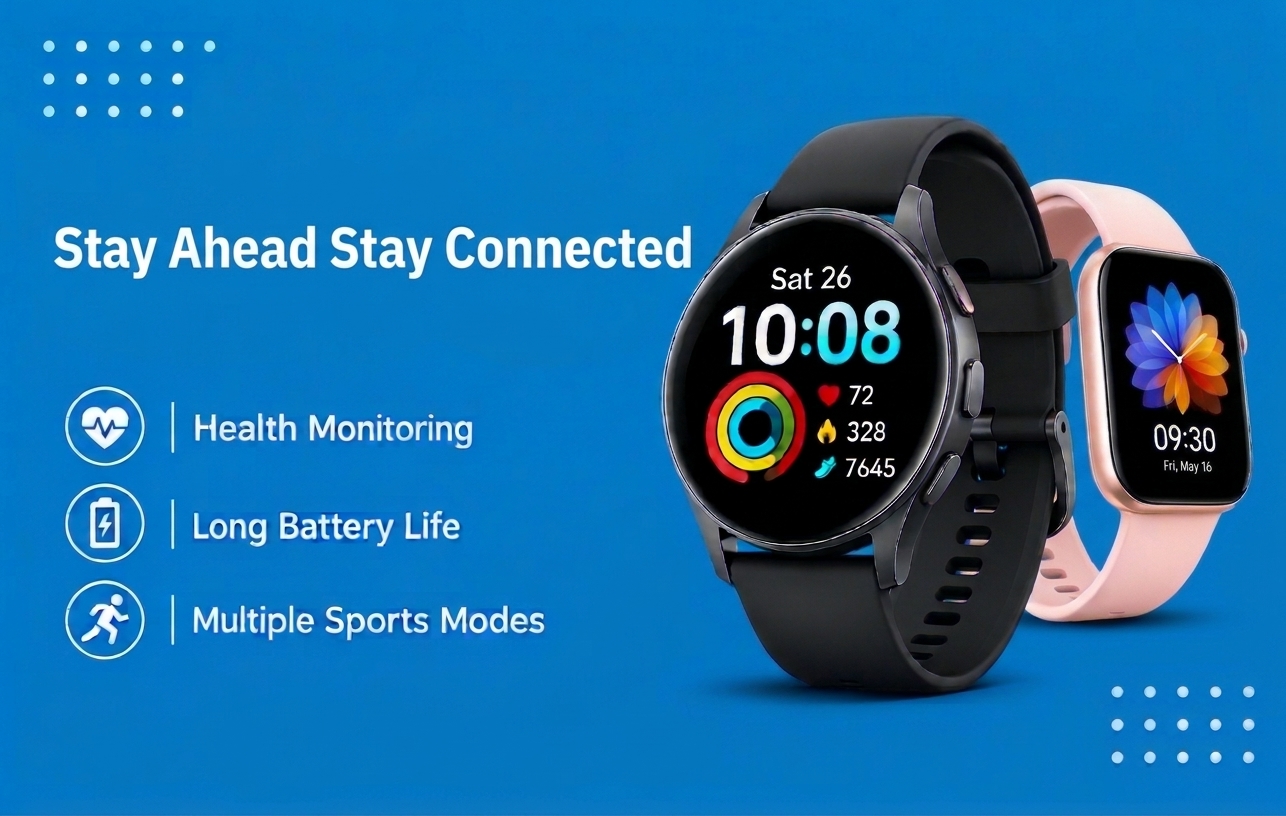 Stay Ahead Stay Connected
Health Monitoring
Long Battery Life
Multiple Sports Modes
Sat 26
10:08
72
328
7645
09:30
Fri, May 16